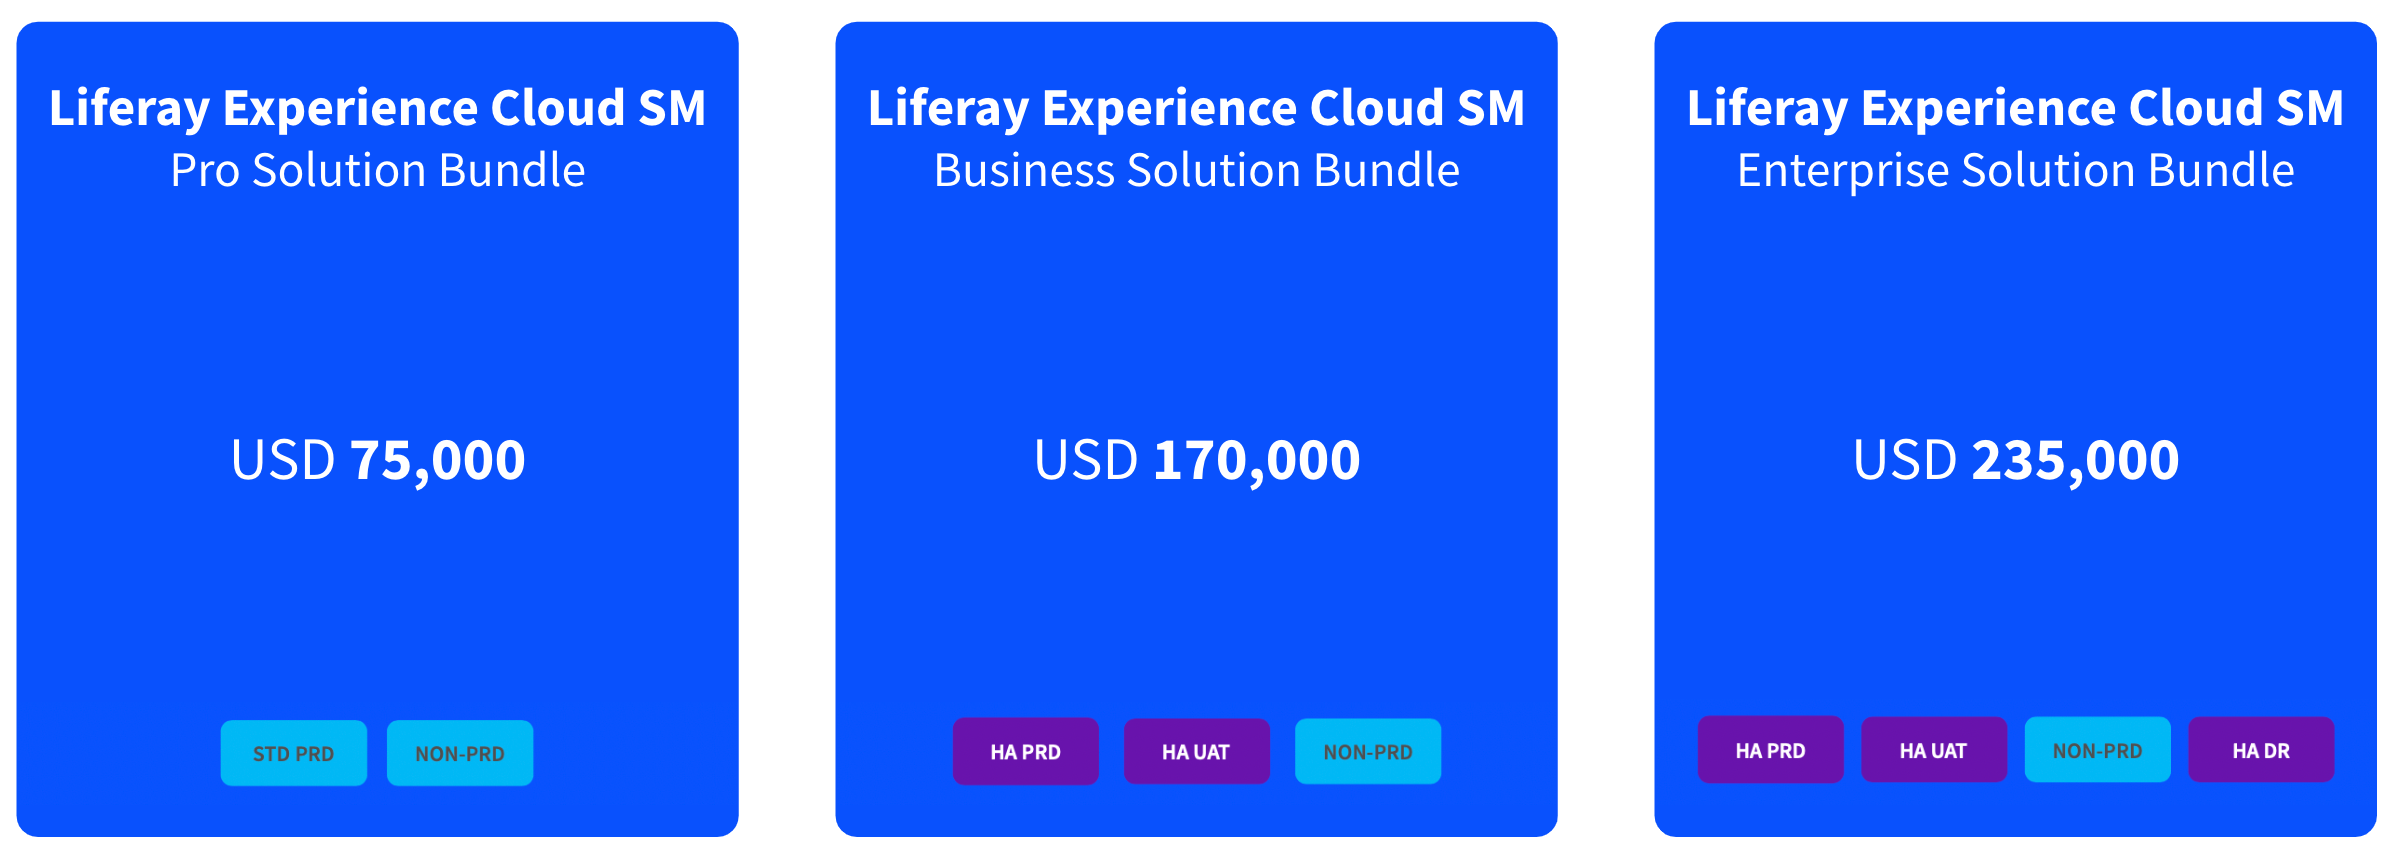 Liferay Experience Cloud SM
Pro Solution Bundle
USD 75,000
STD PRD
NON-PRD
Liferay Experience Cloud SM
Business Solution Bundle
USD 170,000
HA PRD
HA UAT
NON-PRD
Liferay Experience Cloud SM
Enterprise Solution Bundle
USD 235,000
HA PRD
HA UAT
NON-PRD
HA DR